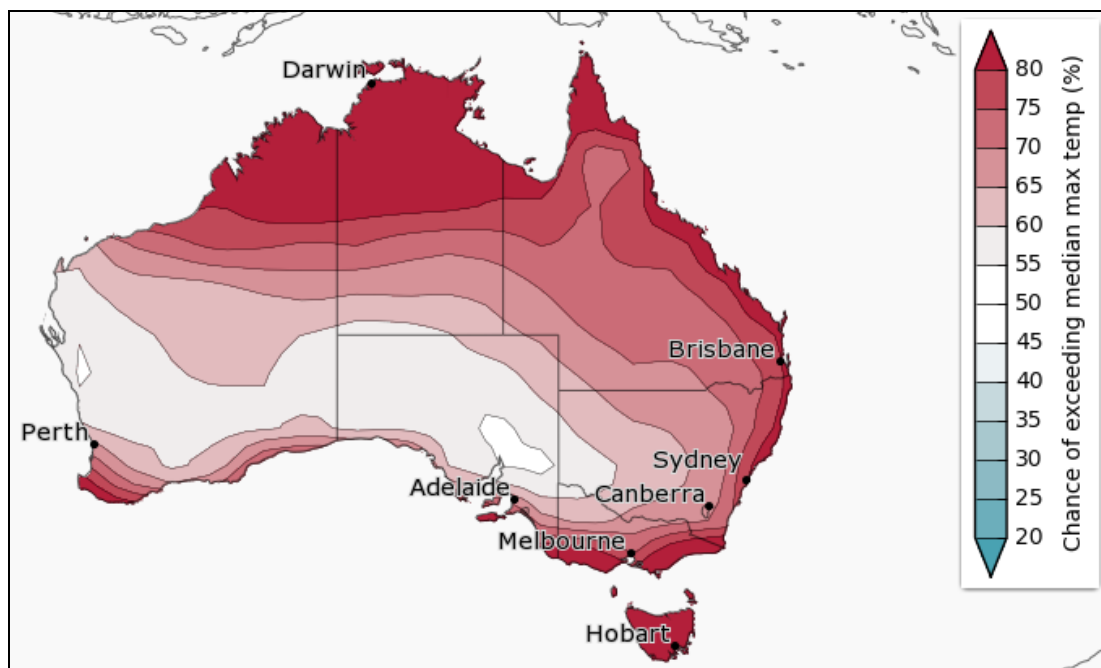 Darwin
Brisbane
Perth
Sydney
Adelaide
Canberra
Melbourne
Hobart
80
75
70
65
60
55
50
45
40
35
30
25
20
Chance of exceeding median max temp (%)